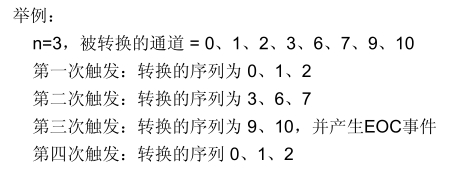 举例：
n=3，被转换的通道 = 0、1、2、3、6、7、9、10
第一次触发：转换的序列为 0、1、2
第二次触发：转换的序列为 3、6、7
第三次触发：转换的序列为 9、10，并产生EOC事件
第四次触发：转换的序列 0、1、2